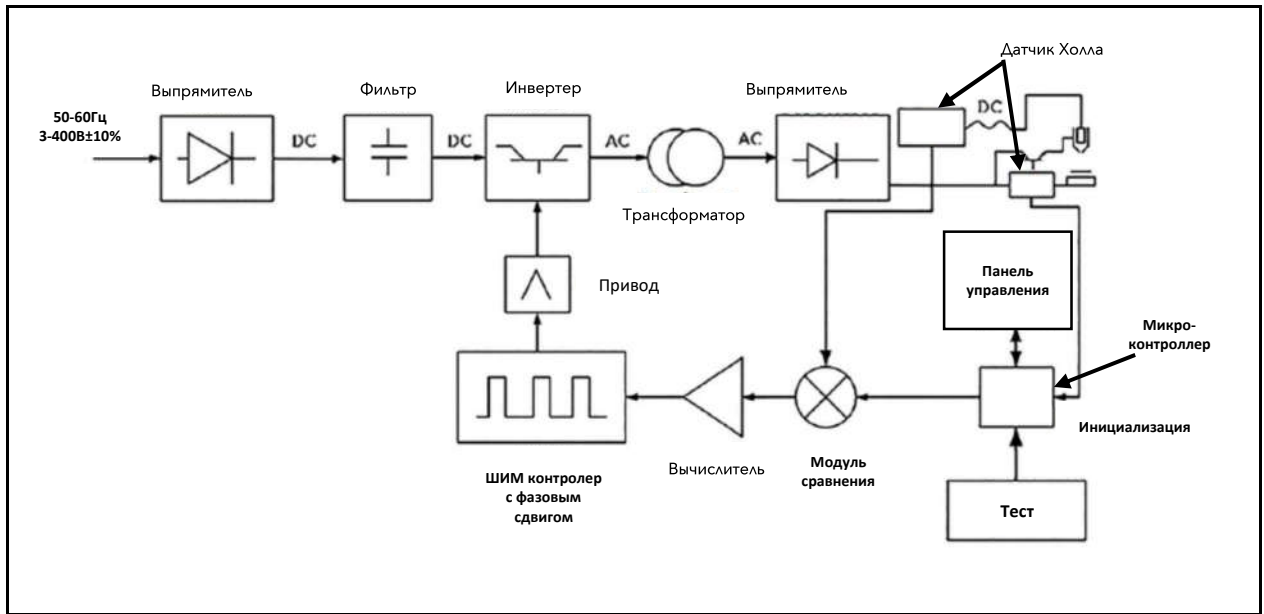 Датчик Холла
Выпрямитель
Фильтр
Инвертер
Выпрямитель
50-60Гц
3-400В±10%
DC
DC
AC
AC
DC
Трансформатор
Привод
Панель
управления
Микро-
контроллер
Инициализация
Вычислитель
Модуль
сравнения
ШИМ контролер
с фазовым
сдвигом
Тест